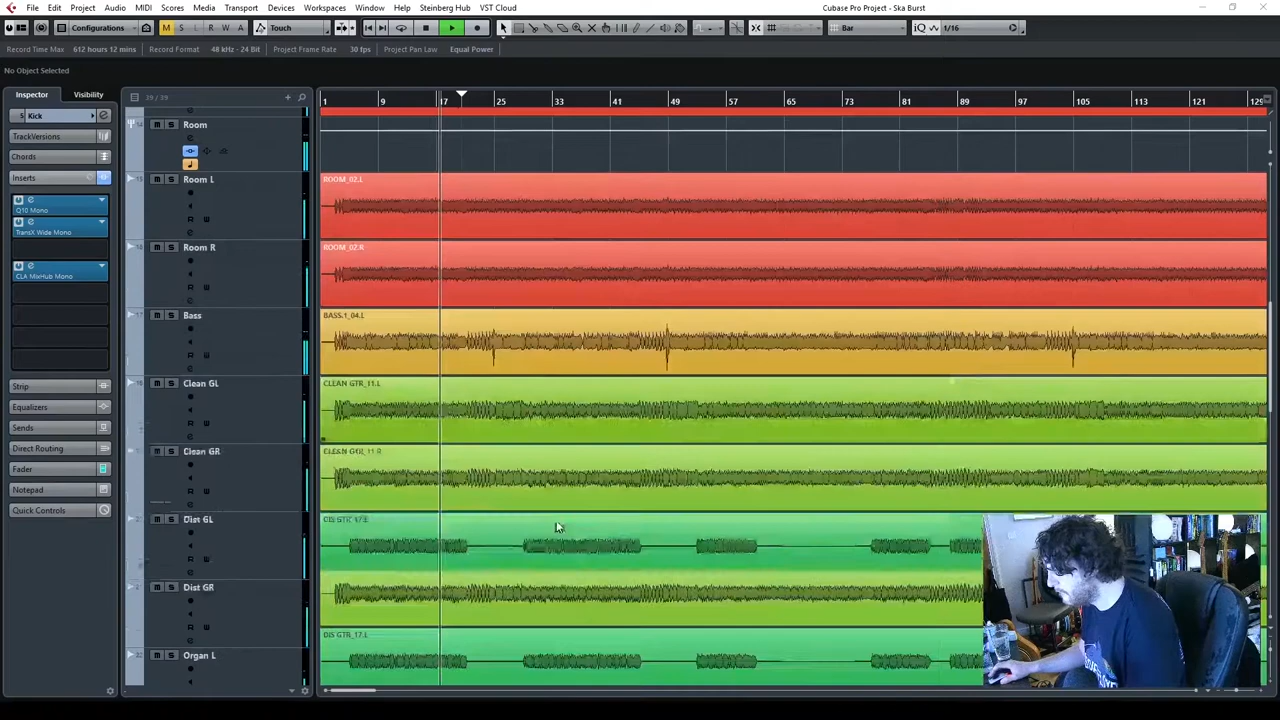 File Edit Project Audio MIDI Scores Media Transport Devices Workspaces Window Help Steinberg Hub VST Cloud
Cubase Pro Project - Ska Burst
Configurations M S L R W A Touch Bar iQ 1/16
Record Time Max 612 hours 12 mins Record Format 48 kHz - 24 Bit Project Frame Rate 30 fps Project Pan Law Equal Power
No Object Selected
Inspector Visibility 39 / 39
1 9 17 25 33 41 49 57 65 73 81 89 97 105 113 121 129
S Kick
TrackVersions
Chords
Inserts
Q10 Mono
TransX Wide Mono
CLA MixHub Mono
Strip
Equalizers
Sends
Direct Routing
Fader
Notepad
Quick Controls
m S Room
m S Room L
R W
ROOM_02.L
m S Room R
R W
ROOM_02.R
m S Bass
R W
BASS.1_04.L
m S Clean GL
R W
CLEAN GTR_11.L
m S Clean GR
R W
m S Dist GL
R W
m S Dist GR
R W
m S Organ L
DIS GTR_17.L